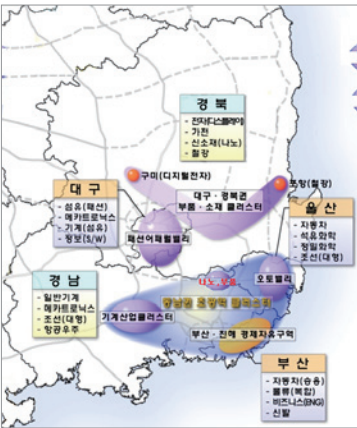 경 북
- 전자(디스플레이)
- 가전
- 신소재(나노)
- 철강
구미(디지털전자)
포항(철강)
대 구
- 섬유(패션)
- 메카트로닉스
- 기계(섬유)
- 정보(S/W)
대구 · 경북권
부품 · 소재 클러스터
울 산
- 자동차
- 석유화학
- 정밀화학
- 조선(대형)
패션어패럴밸리
경 남
- 일반기계
- 메카트로닉스
- 조선(대형)
- 항공우주
오토밸리
동남권 초광역 클러스터
기계산업클러스터
부산 · 진해 경제자유구역
부 산
- 자동차(승용)
- 물류(복합)
- 비즈니스(ENG)
- 신발